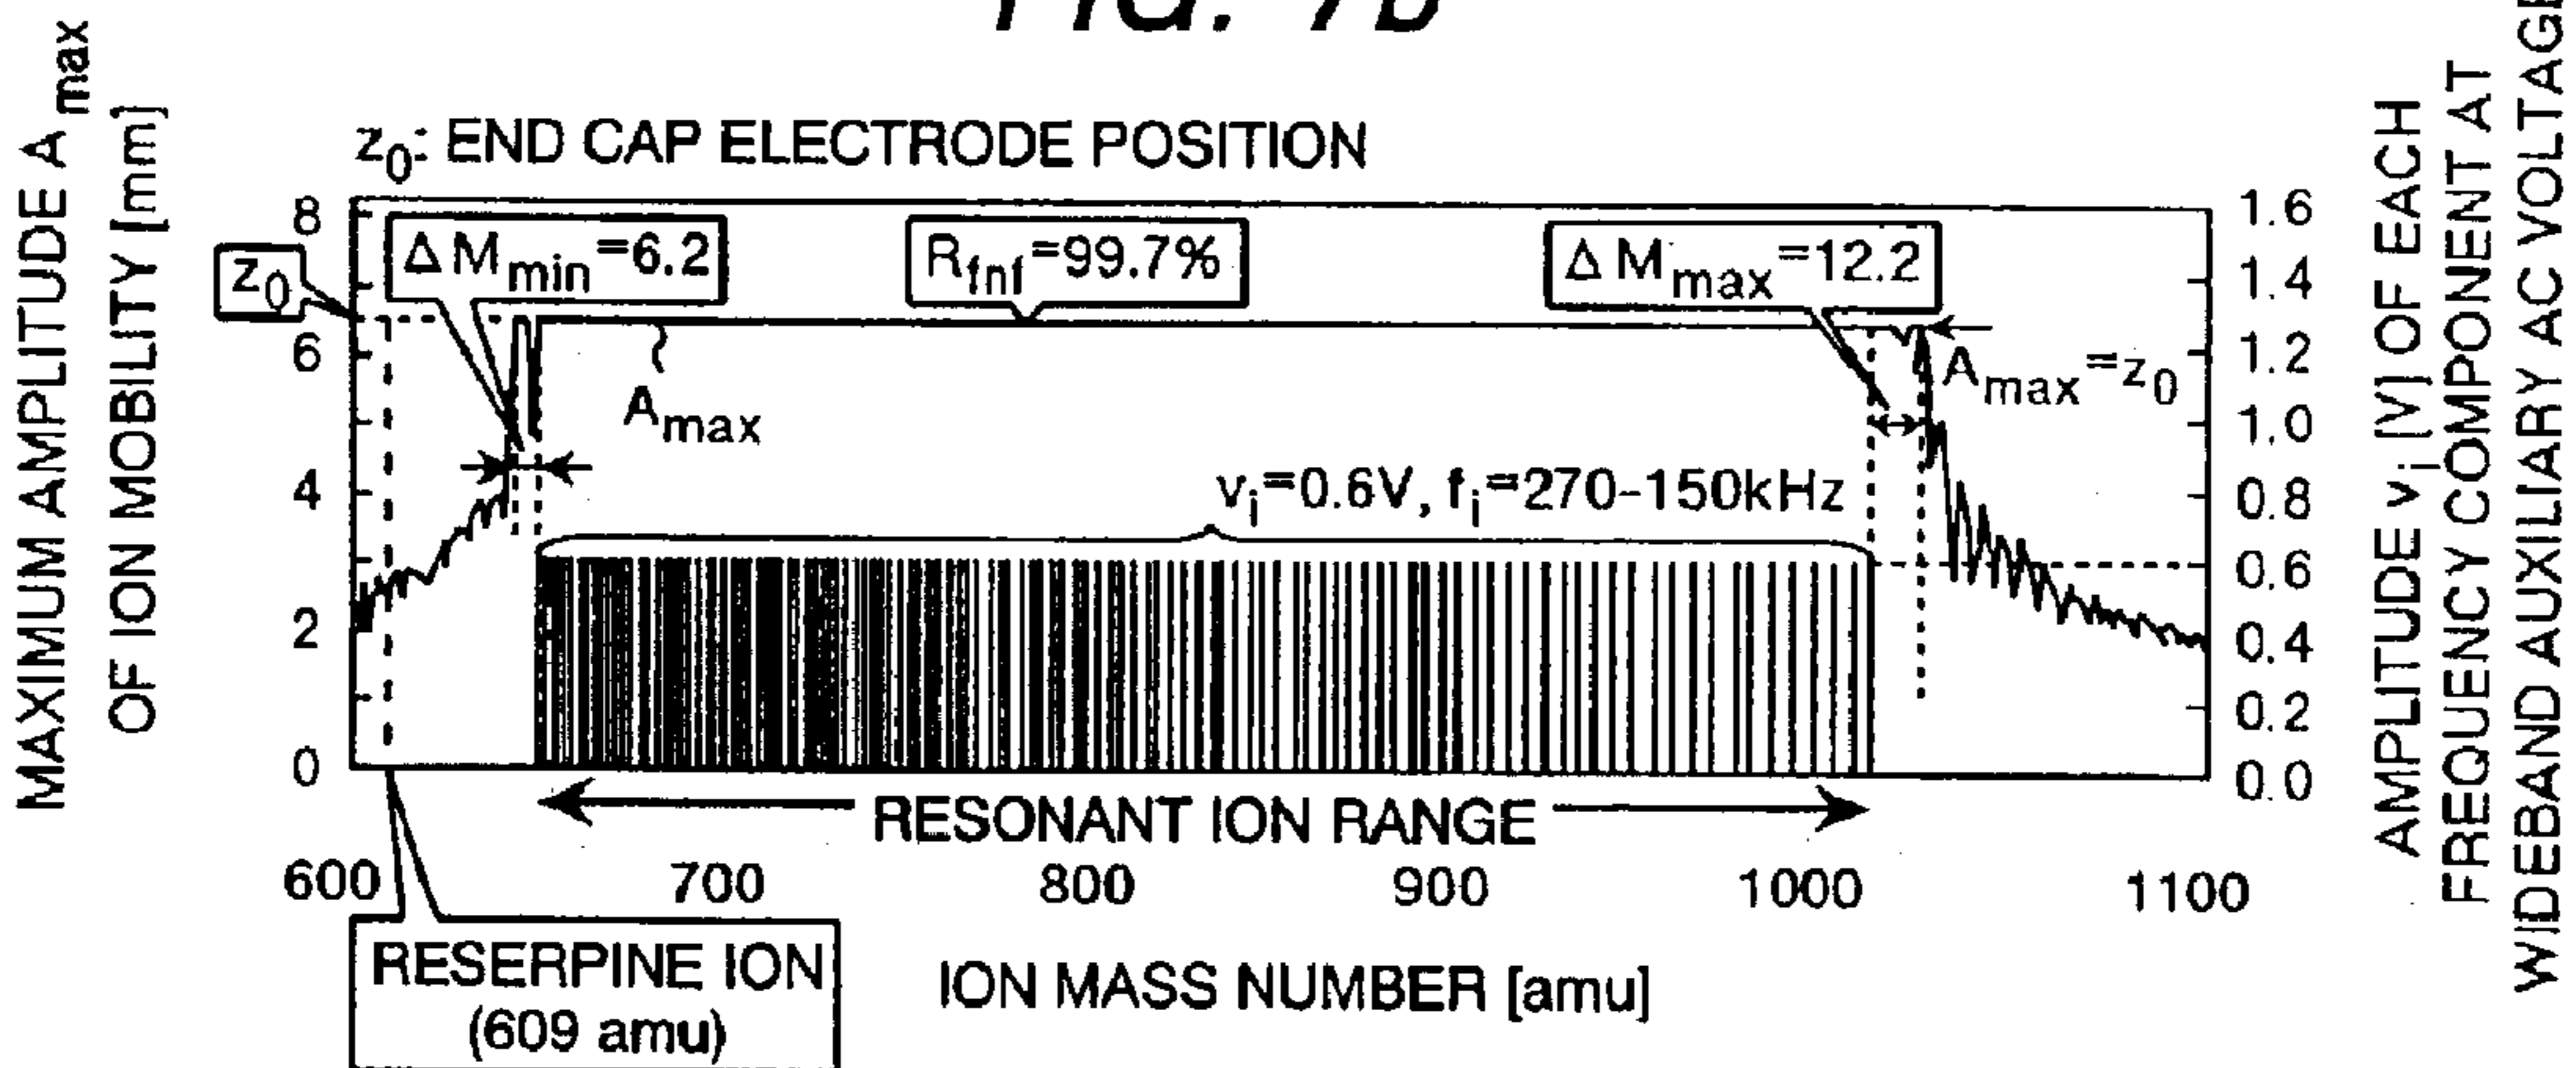 FIG. 7b
z0: END CAP ELECTRODE POSITION
MAXIMUM AMPLITUDE Amax
OF ION MOBILITY [mm]
8
6
4
2
0
z0
ΔMmin=6.2
Rfnf=99.7%
ΔMmax=12.2
Amax
Amax=z0
vi=0.6V, fi=270-150kHz
1.6
1.4
1.2
1.0
0.8
0.6
0.4
0.2
0.0
AMPLITUDE vi [V] OF EACH
FREQUENCY COMPONENT AT
WIDEBAND AUXILIARY AC VOLTAGE
RESONANT ION RANGE
600 700 800 900 1000 1100
RESERPINE ION
(609 amu)
ION MASS NUMBER [amu]